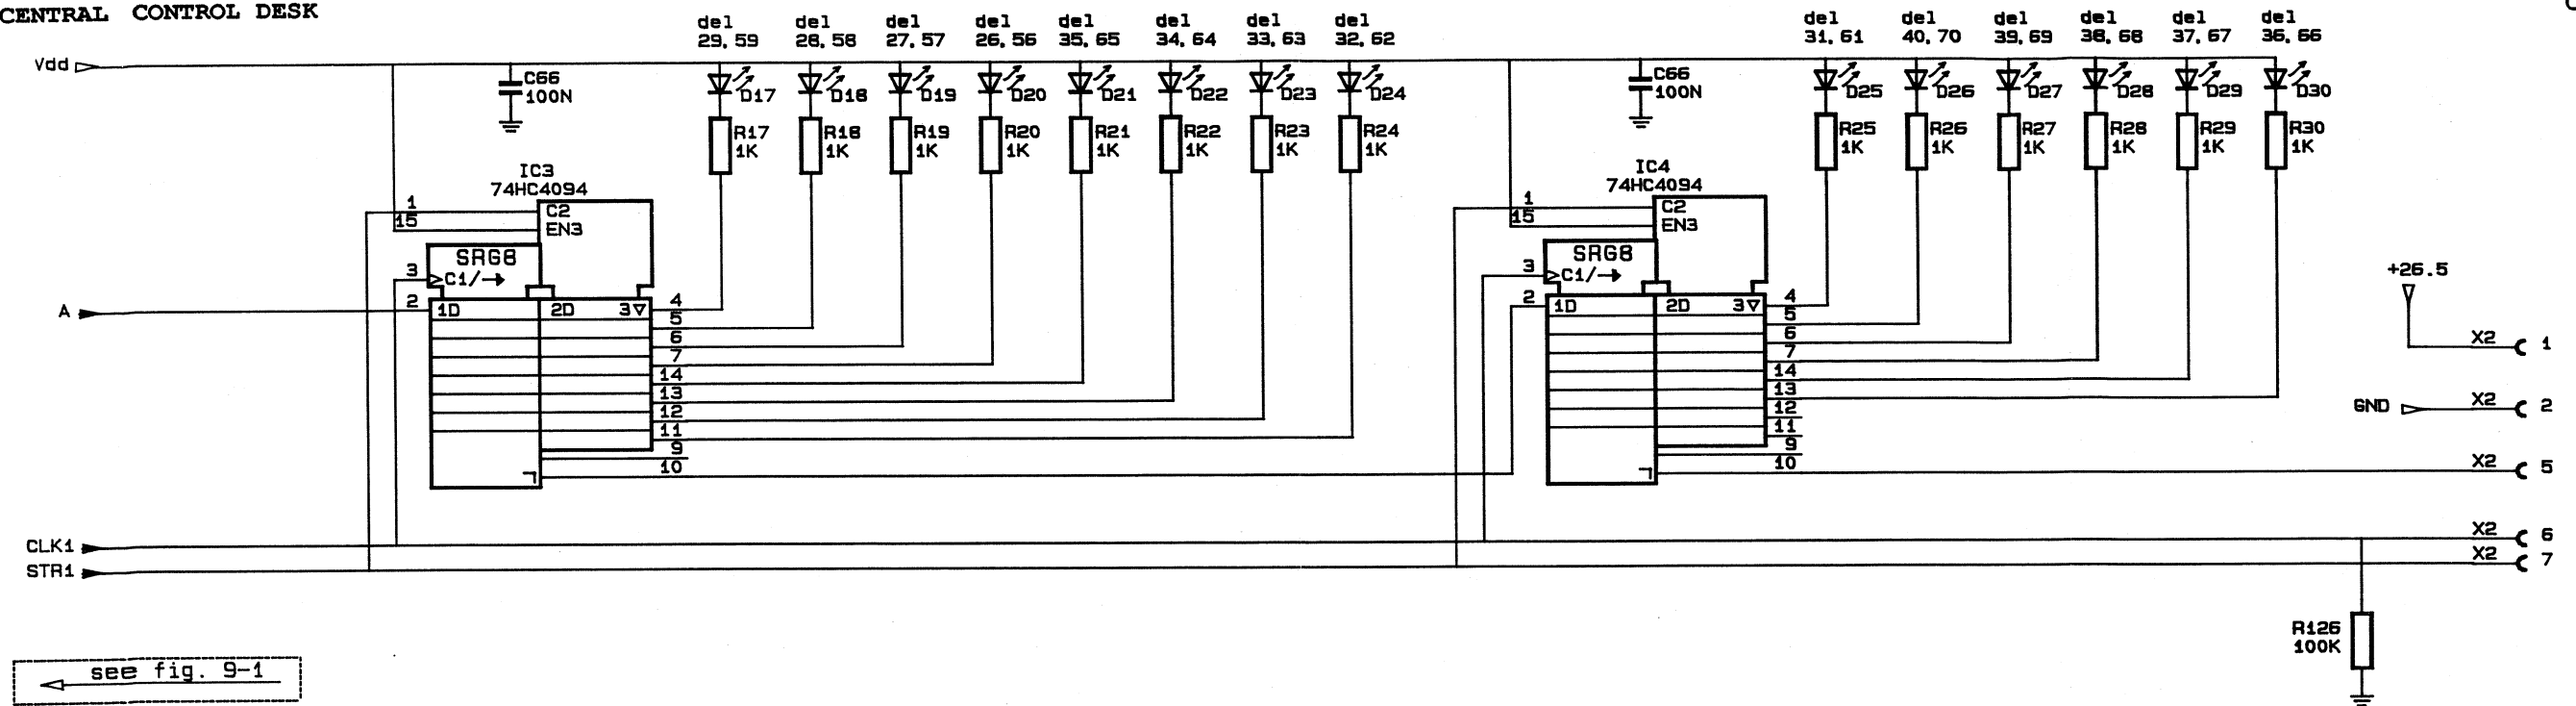 CENTRAL CONTROL DESK
del del del del del del del del del del del del del del
29, 59 28, 58 27, 57 26, 56 35, 65 34, 64 33, 63 32, 62 31, 61 40, 70 39, 69 38, 68 37, 67 36, 66
Vdd
C66
100N
D17 D18 D19 D20 D21 D22 D23 D24
C66
100N
D25 D26 D27 D28 D29 D30
R17 R18 R19 R20 R21 R22 R23 R24
1K 1K 1K 1K 1K 1K 1K 1K
R25 R26 R27 R28 R29 R30
1K 1K 1K 1K 1K 1K
IC3
74HC4094
1 C2
15 EN3
SRG8
3 C1/→
2 1D 2D 3▽ 4
5
6
7
14
13
12
11
9
10
IC4
74HC4094
1 C2
15 EN3
SRG8
3 C1/→
2 1D 2D 3▽ 4
5
6
7
14
13
12
11
9
10
A
+26.5
X2 1
GND X2 2
X2 5
CLK1 X2 6
STR1 X2 7
R126
100K
see fig. 9-1